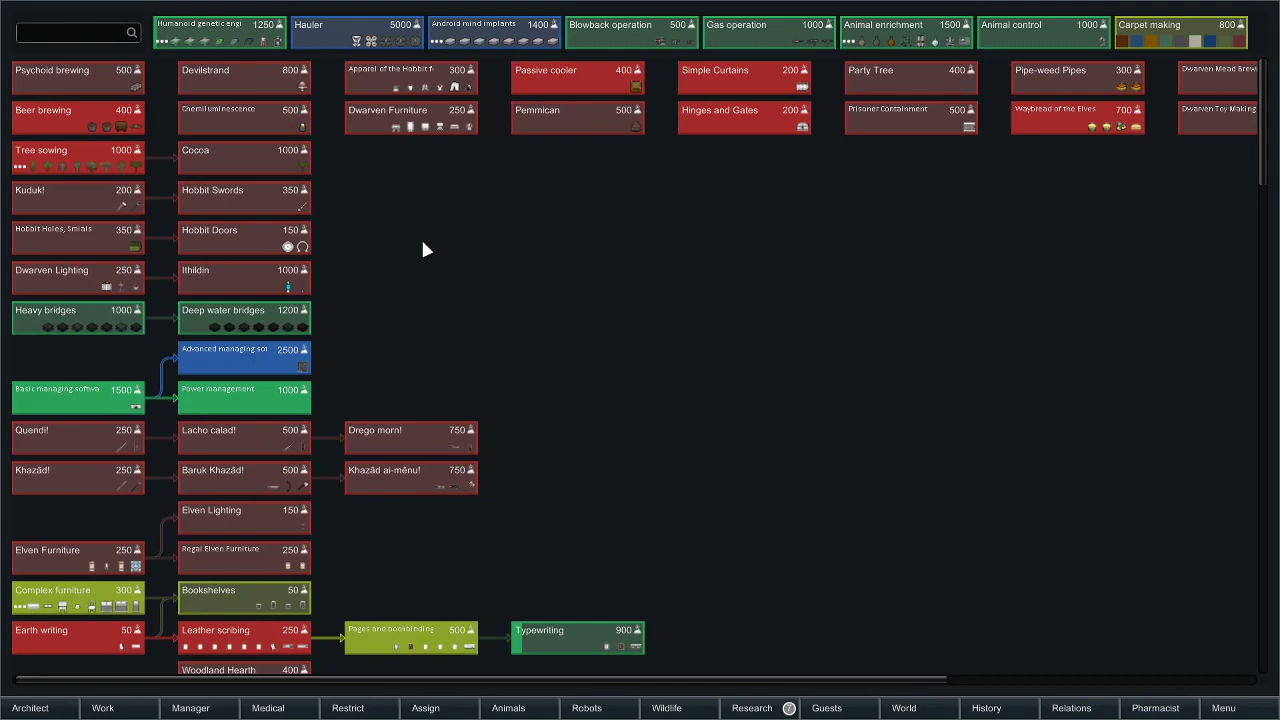 Humanoid genetic engi 1250
Hauler 5000
Android mind implants 1400
Blowback operation 500
Gas operation 1000
Animal enrichment 1500
Animal control 1000
Carpet making 800
Psychoid brewing 500
Devilstrand 800
Apparel of the Hobbit f 300
Passive cooler 400
Simple Curtains 200
Party Tree 400
Pipe-weed Pipes 300
Dwarven Mead Brew
Beer brewing 400
Chemiluminescence 500
Dwarven Furniture 250
Pemmican 500
Hinges and Gates 200
Prisoner Containment 500
Waybread of the Elves 700
Dwarven Toy Making
Tree sowing 1000
Cocoa 1000
Kuduk! 200
Hobbit Swords 350
Hobbit Holes, Smials 350
Hobbit Doors 150
Dwarven Lighting 250
Ithildin 1000
Heavy bridges 1000
Deep water bridges 1200
Advanced managing sof 2500
Basic managing softwa 1500
Power management 1000
Quendi! 250
Lacho calad! 500
Drego morn! 750
Khazâd! 250
Baruk Khazâd! 500
Khazâd ai-mênu! 750
Elven Lighting 150
Elven Furniture 250
Regal Elven Furniture 250
Complex furniture 300
Bookshelves 50
Earth writing 50
Leather scribing 250
Pages and bookbinding 500
Typewriting 900
Woodland Hearth 400
Architect Work Manager Medical Restrict Assign Animals Robots Wildlife Research 7 Guests World History Relations Pharmacist Menu